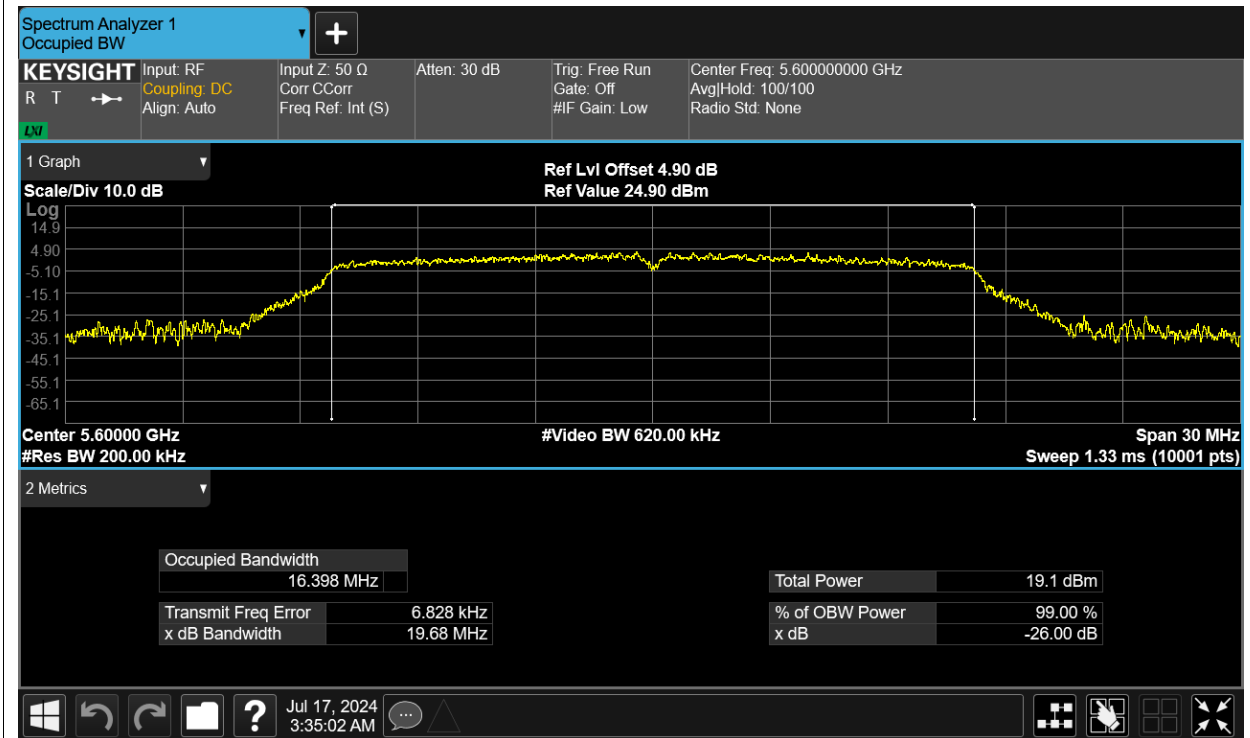 Spectrum Analyzer 1
Occupied BW
KEYSIGHT
R T
LXI
Input: RF
Coupling: DC
Align: Auto
Input Z: 50 Ω
Corr CCorr
Freq Ref: Int (S)
Atten: 30 dB
Trig: Free Run
Gate: Off
#IF Gain: Low
Center Freq: 5.600000000 GHz
Avg|Hold: 100/100
Radio Std: None
1 Graph
Scale/Div 10.0 dB
Ref Lvl Offset 4.90 dB
Ref Value 24.90 dBm
Log
14.9
4.90
-5.10
-15.1
-25.1
-35.1
-45.1
-55.1
-65.1
Center 5.60000 GHz
#Res BW 200.00 kHz
#Video BW 620.00 kHz
Span 30 MHz
Sweep 1.33 ms (10001 pts)
2 Metrics
Occupied Bandwidth
16.398 MHz
Transmit Freq Error 6.828 kHz
x dB Bandwidth 19.68 MHz
Total Power 19.1 dBm
% of OBW Power 99.00 %
x dB -26.00 dB
?
Jul 17, 2024
3:35:02 AM